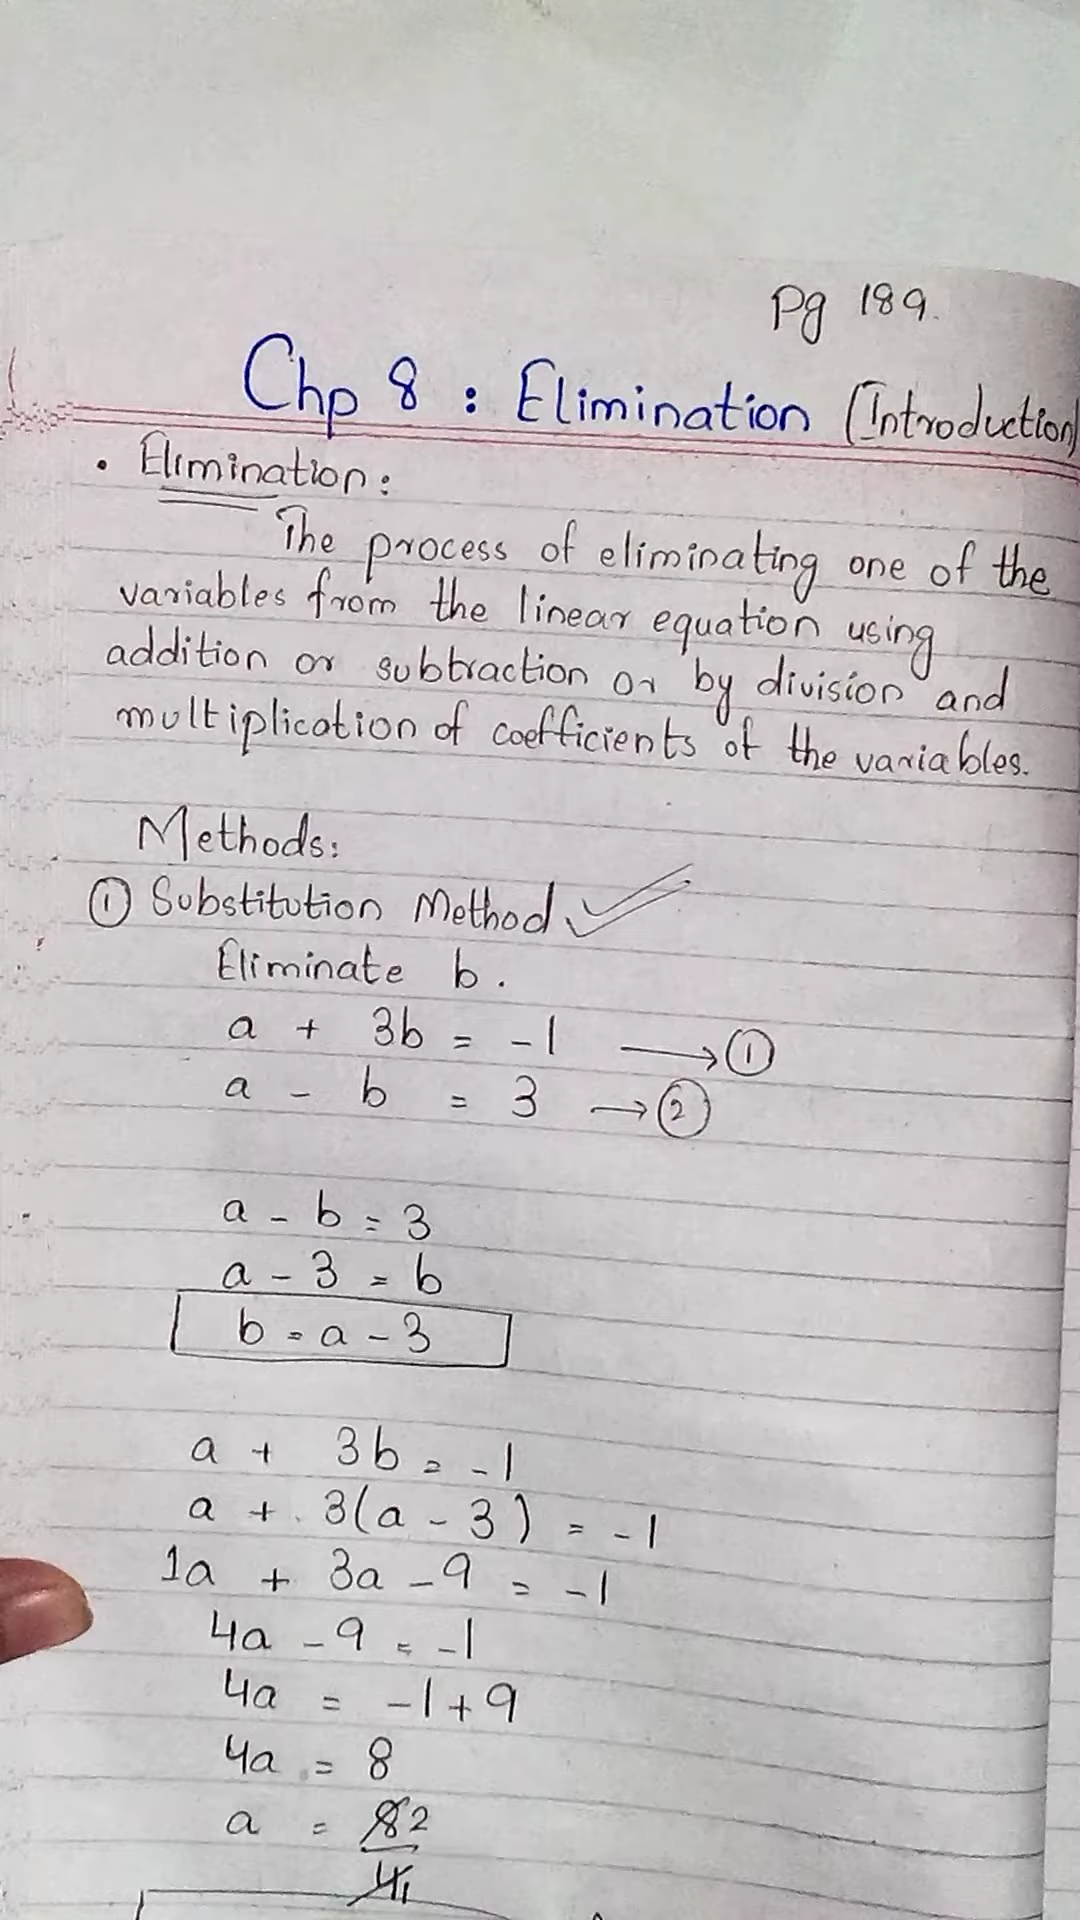 Pg 189.
Chp 8 : Elimination (Introduction)
• Elimination:
The process of eliminating one of the
variables from the linear equation using
addition or subtraction or by division and
multiplication of coefficients of the variables.
Methods:
① Substitution Method ✓
Eliminate b.
a + 3b = -1 → ①
a - b = 3 → ②
a - b = 3
a - 3 = b
b = a - 3
a + 3b = -1
a + 3(a - 3) = -1
1a + 3a - 9 = -1
4a - 9 = -1
4a = -1 + 9
4a = 8
a = 8 2
4 1